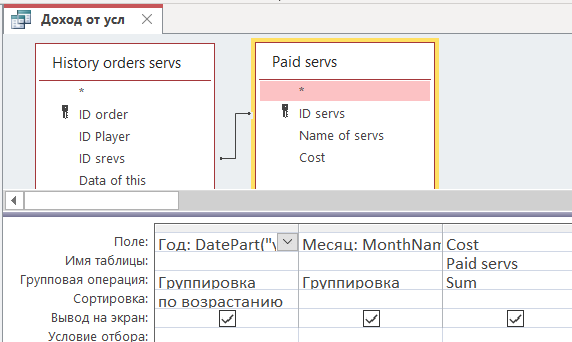 Доход от усл
History orders servs
*
ID order
ID Player
ID srevs
Data of this
Paid servs
*
ID servs
Name of servs
Cost
Поле: Год: DatePart(" Месяц: MonthNam Cost
Имя таблицы: Paid servs
Групповая операция: Группировка Группировка Sum
Сортировка: по возрастанию
Вывод на экран:
Условие отбора: